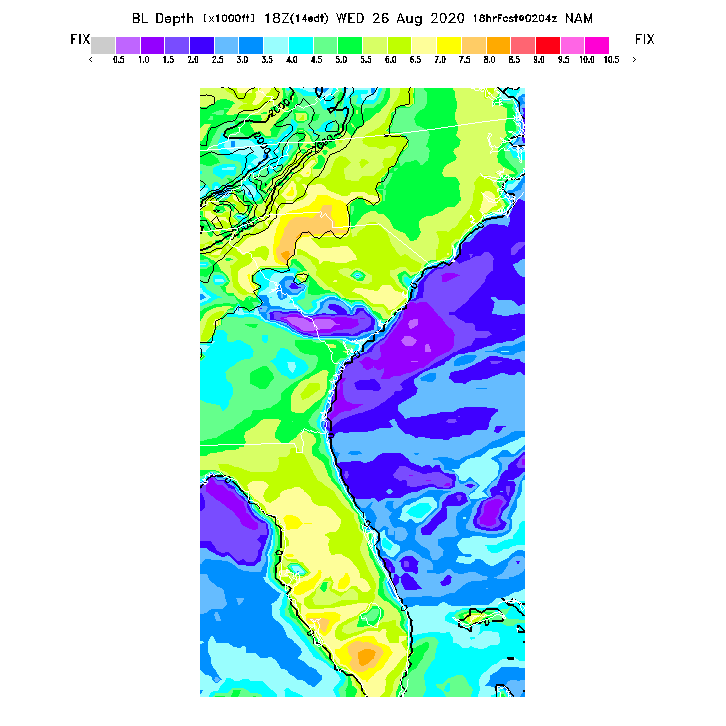 BL Depth [x1000ft] 18Z(14edt) WED 26 Aug 2020 18hrFcst@0204z NAM
FIX FIX
< 0.5 1.0 1.5 2.0 2.5 3.0 3.5 4.0 4.5 5.0 5.5 6.0 6.5 7.0 7.5 8.0 8.5 9.0 9.5 10.0 10.5 >
2000
2000